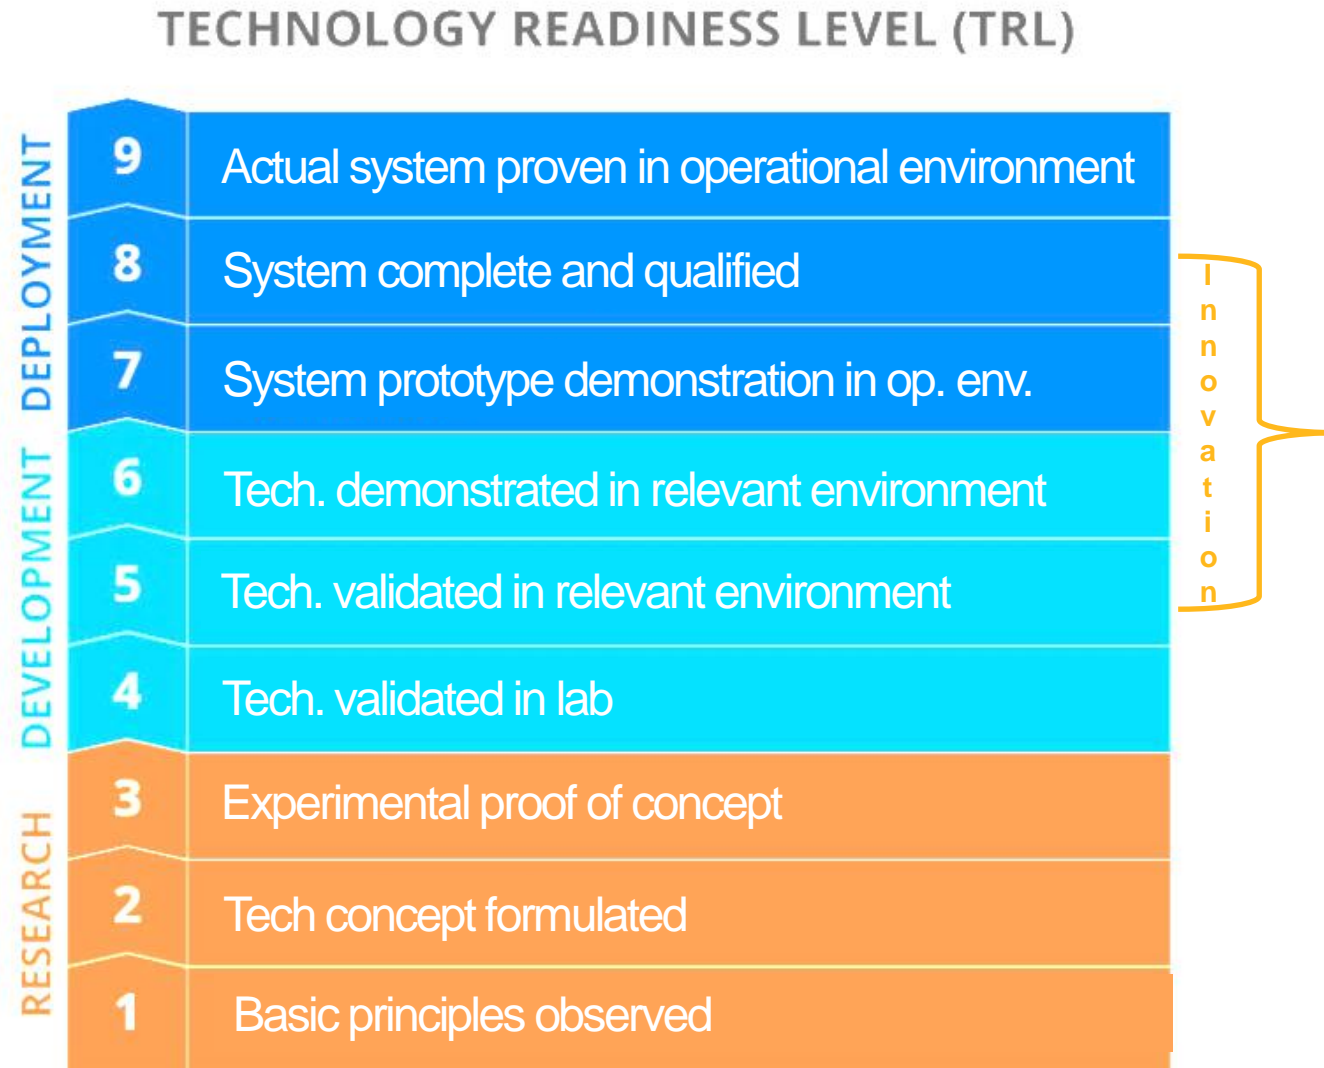 TECHNOLOGY READINESS LEVEL (TRL)
DEPLOYMENT
9 Actual system proven in operational environment
8 System complete and qualified
7 System prototype demonstration in op. env.
DEVELOPMENT
6 Tech. demonstrated in relevant environment
5 Tech. validated in relevant environment
4 Tech. validated in lab
RESEARCH
3 Experimental proof of concept
2 Tech concept formulated
1 Basic principles observed
Innovation